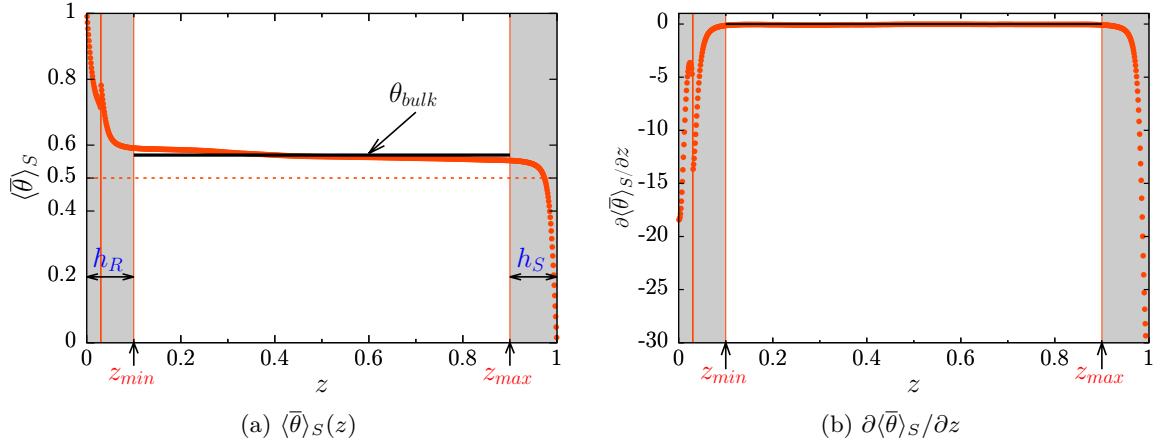 1
0.8
0.6
0.5
0.4
0.2
0
⟨θ̅⟩_S
θ_bulk
h_R
h_S
0 0.2 0.4 0.6 0.8 1
z_min z z_max
(a) ⟨θ̅⟩_S(z)
0
-5
-10
-15
-20
-25
-30
∂⟨θ̅⟩_S/∂z
0 0.2 0.4 0.6 0.8 1
z_min z z_max
(b) ∂⟨θ̅⟩_S/∂z